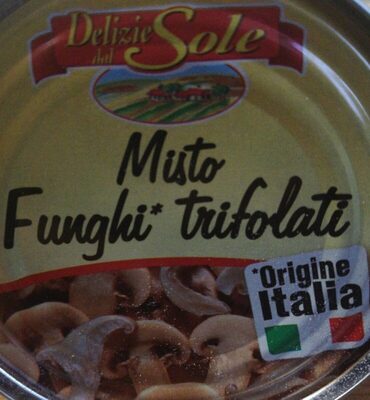 Delizie
dal Sole
Misto
Funghi* trifolati
*Origine
Italia